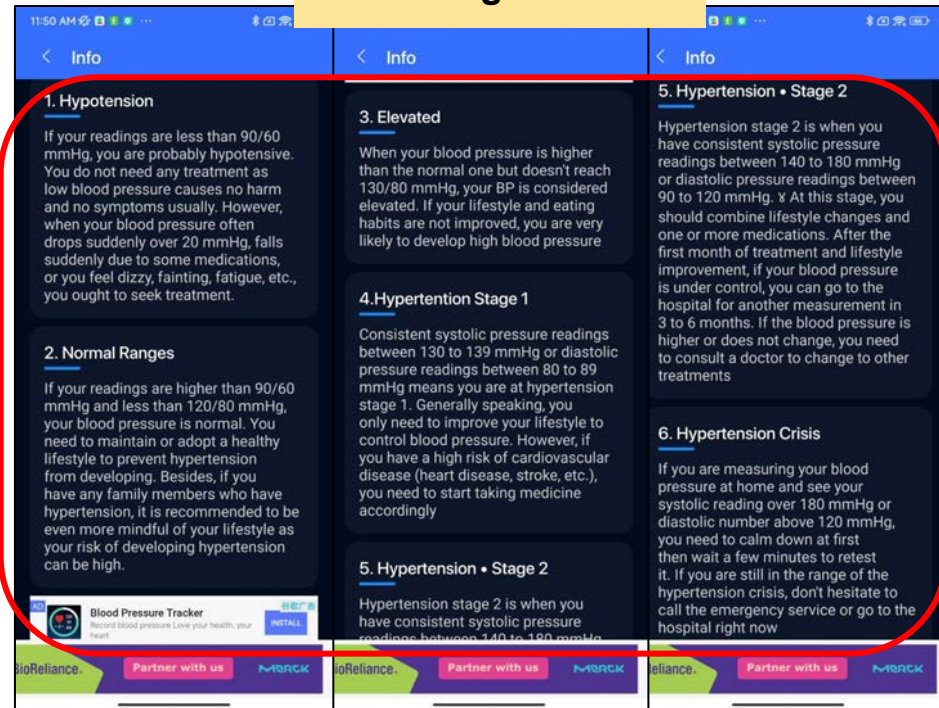 11:50 AM
Info
1. Hypotension
If your readings are less than 90/60
mmHg, you are probably hypotensive.
You do not need any treatment as
low blood pressure causes no harm
and no symptoms usually. However,
when your blood pressure often
drops suddenly over 20 mmHg, falls
suddenly due to some medications,
or you feel dizzy, fainting, fatigue, etc.,
you ought to seek treatment.
2. Normal Ranges
If your readings are higher than 90/60
mmHg and less than 120/80 mmHg,
your blood pressure is normal. You
need to maintain or adopt a healthy
lifestyle to prevent hypertension
from developing. Besides, if you
have any family members who have
hypertension, it is recommended to be
even more mindful of your lifestyle as
your risk of developing hypertension
can be high.
AD
谷歌广告
Blood Pressure Tracker
Record blood pressure Love your health, your
heart
INSTALL
BioReliance.
Partner with us
MERCK
Info
3. Elevated
When your blood pressure is higher
than the normal one but doesn't reach
130/80 mmHg, your BP is considered
elevated. If your lifestyle and eating
habits are not improved, you are very
likely to develop high blood pressure
4.Hypertention Stage 1
Consistent systolic pressure readings
between 130 to 139 mmHg or diastolic
pressure readings between 80 to 89
mmHg means you are at hypertension
stage 1. Generally speaking, you
only need to improve your lifestyle to
control blood pressure. However, if
you have a high risk of cardiovascular
disease (heart disease, stroke, etc.),
you need to start taking medicine
accordingly
5. Hypertension • Stage 2
Hypertension stage 2 is when you
have consistent systolic pressure
readings between 140 to 180 mmHg
ioReliance.
Partner with us
MERCK
Info
5. Hypertension • Stage 2
Hypertension stage 2 is when you
have consistent systolic pressure
readings between 140 to 180 mmHg
or diastolic pressure readings between
90 to 120 mmHg. ४ At this stage, you
should combine lifestyle changes and
one or more medications. After the
first month of treatment and lifestyle
improvement, if your blood pressure
is under control, you can go to the
hospital for another measurement in
3 to 6 months. If the blood pressure is
higher or does not change, you need
to consult a doctor to change to other
treatments
6. Hypertension Crisis
If you are measuring your blood
pressure at home and see your
systolic reading over 180 mmHg or
diastolic number above 120 mmHg,
you need to calm down at first
then wait a few minutes to retest
it. If you are still in the range of the
hypertension crisis, don't hesitate to
call the emergency service or go to the
hospital right now
eliance.
Partner with us
MERCK